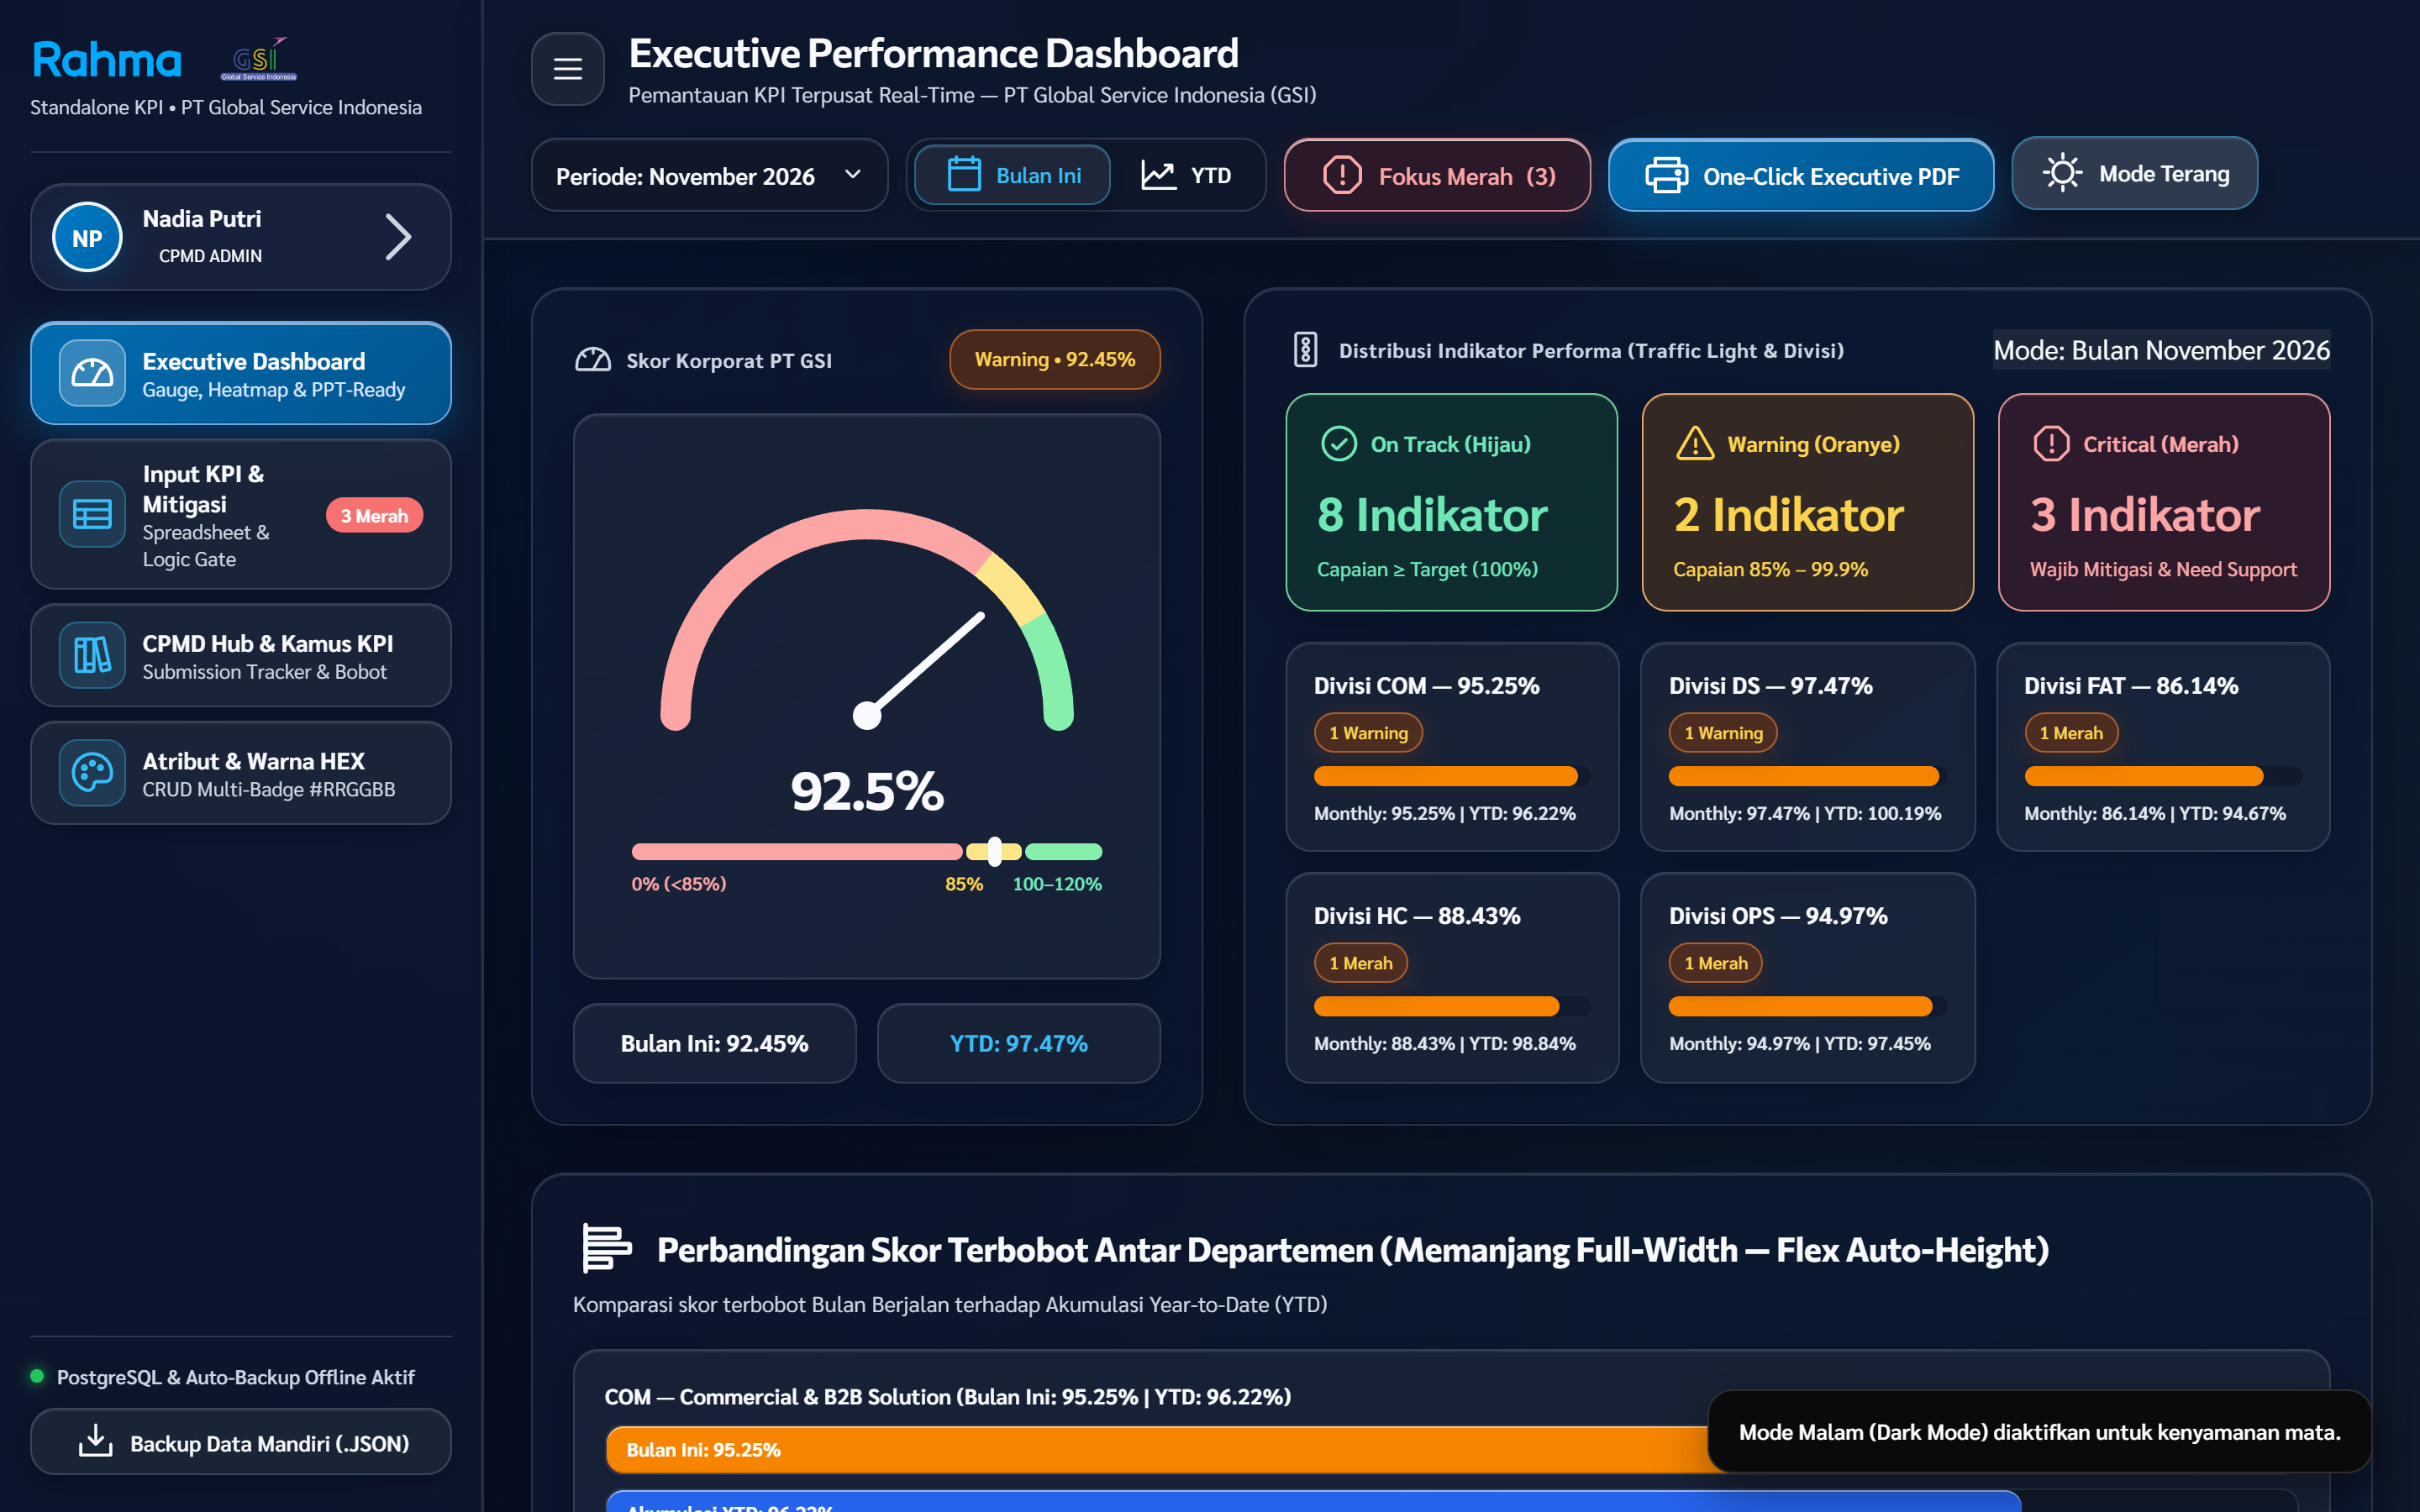 Rahma
GSI
Global Service Indonesia
Standalone KPI • PT Global Service Indonesia
NP
Nadia Putri
CPMD ADMIN
Executive Dashboard
Gauge, Heatmap & PPT-Ready
Input KPI &
Mitigasi
Spreadsheet &
Logic Gate
3 Merah
CPMD Hub & Kamus KPI
Submission Tracker & Bobot
Atribut & Warna HEX
CRUD Multi-Badge #RRGGBB
PostgreSQL & Auto-Backup Offline Aktif
Backup Data Mandiri (.JSON)
Executive Performance Dashboard
Pemantauan KPI Terpusat Real-Time — PT Global Service Indonesia (GSI)
Periode: November 2026
Bulan Ini
YTD
Fokus Merah (3)
One-Click Executive PDF
Mode Terang
Skor Korporat PT GSI
Warning • 92.45%
92.5%
0% (<85%)
85%
100–120%
Bulan Ini: 92.45%
YTD: 97.47%
Distribusi Indikator Performa (Traffic Light & Divisi)
Mode: Bulan November 2026
On Track (Hijau)
8 Indikator
Capaian ≥ Target (100%)
Warning (Oranye)
2 Indikator
Capaian 85% – 99.9%
Critical (Merah)
3 Indikator
Wajib Mitigasi & Need Support
Divisi COM — 95.25%
1 Warning
Monthly: 95.25% | YTD: 96.22%
Divisi DS — 97.47%
1 Warning
Monthly: 97.47% | YTD: 100.19%
Divisi FAT — 86.14%
1 Merah
Monthly: 86.14% | YTD: 94.67%
Divisi HC — 88.43%
1 Merah
Monthly: 88.43% | YTD: 98.84%
Divisi OPS — 94.97%
1 Merah
Monthly: 94.97% | YTD: 97.45%
Perbandingan Skor Terbobot Antar Departemen (Memanjang Full-Width — Flex Auto-Height)
Komparasi skor terbobot Bulan Berjalan terhadap Akumulasi Year-to-Date (YTD)
COM — Commercial & B2B Solution (Bulan Ini: 95.25% | YTD: 96.22%)
Bulan Ini: 95.25%
Akumulasi YTD: 96.22%
Mode Malam (Dark Mode) diaktifkan untuk kenyamanan mata.